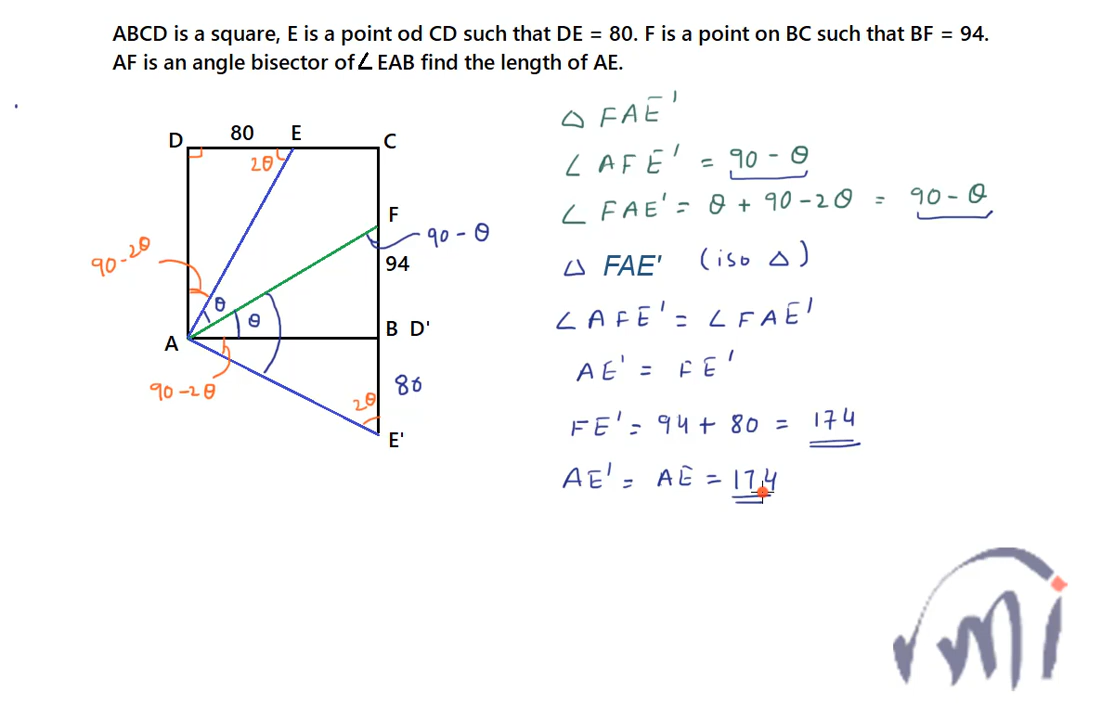 ABCD is a square, E is a point od CD such that DE = 80. F is a point on BC such that BF = 94.
AF is an angle bisector of∠ EAB find the length of AE.
D 80 E C
2θ
F
90-θ
94
90-2θ
θ
θ
A
B D'
90-2θ
80
2θ
E'
△ FAE'
∠ AFE' = 90 - θ
∠ FAE' = θ + 90-2θ = 90-θ
△ FAE' (iso △)
∠AFE' = ∠FAE'
AE' = FE'
FE' = 94 + 80 = 174
AE' = AE = 174
vmi